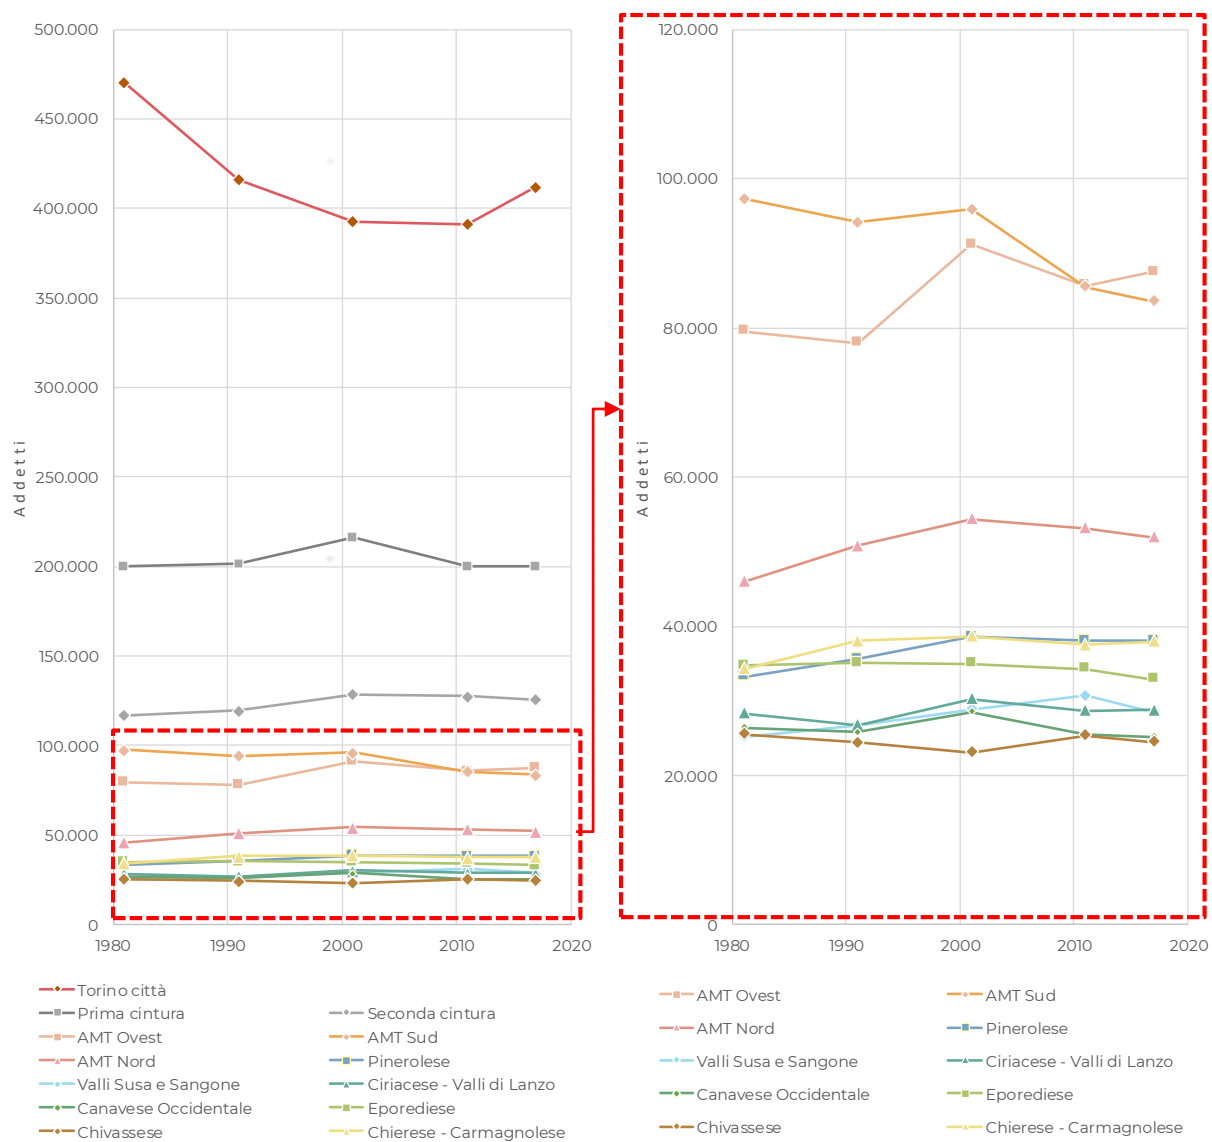 500.000
450.000
400.000
350.000
300.000
250.000
200.000
150.000
100.000
50.000
0
Addetti
1980 1990 2000 2010 2020
Torino città
Prima cintura Seconda cintura
AMT Ovest AMT Sud
AMT Nord Pinerolese
Valli Susa e Sangone Ciriacese - Valli di Lanzo
Canavese Occidentale Eporediese
Chivassese Chierese - Carmagnolese
120.000
100.000
80.000
60.000
40.000
20.000
0
Addetti
1980 1990 2000 2010 2020
AMT Ovest AMT Sud
AMT Nord Pinerolese
Valli Susa e Sangone Ciriacese - Valli di Lanzo
Canavese Occidentale Eporediese
Chivassese Chierese - Carmagnolese